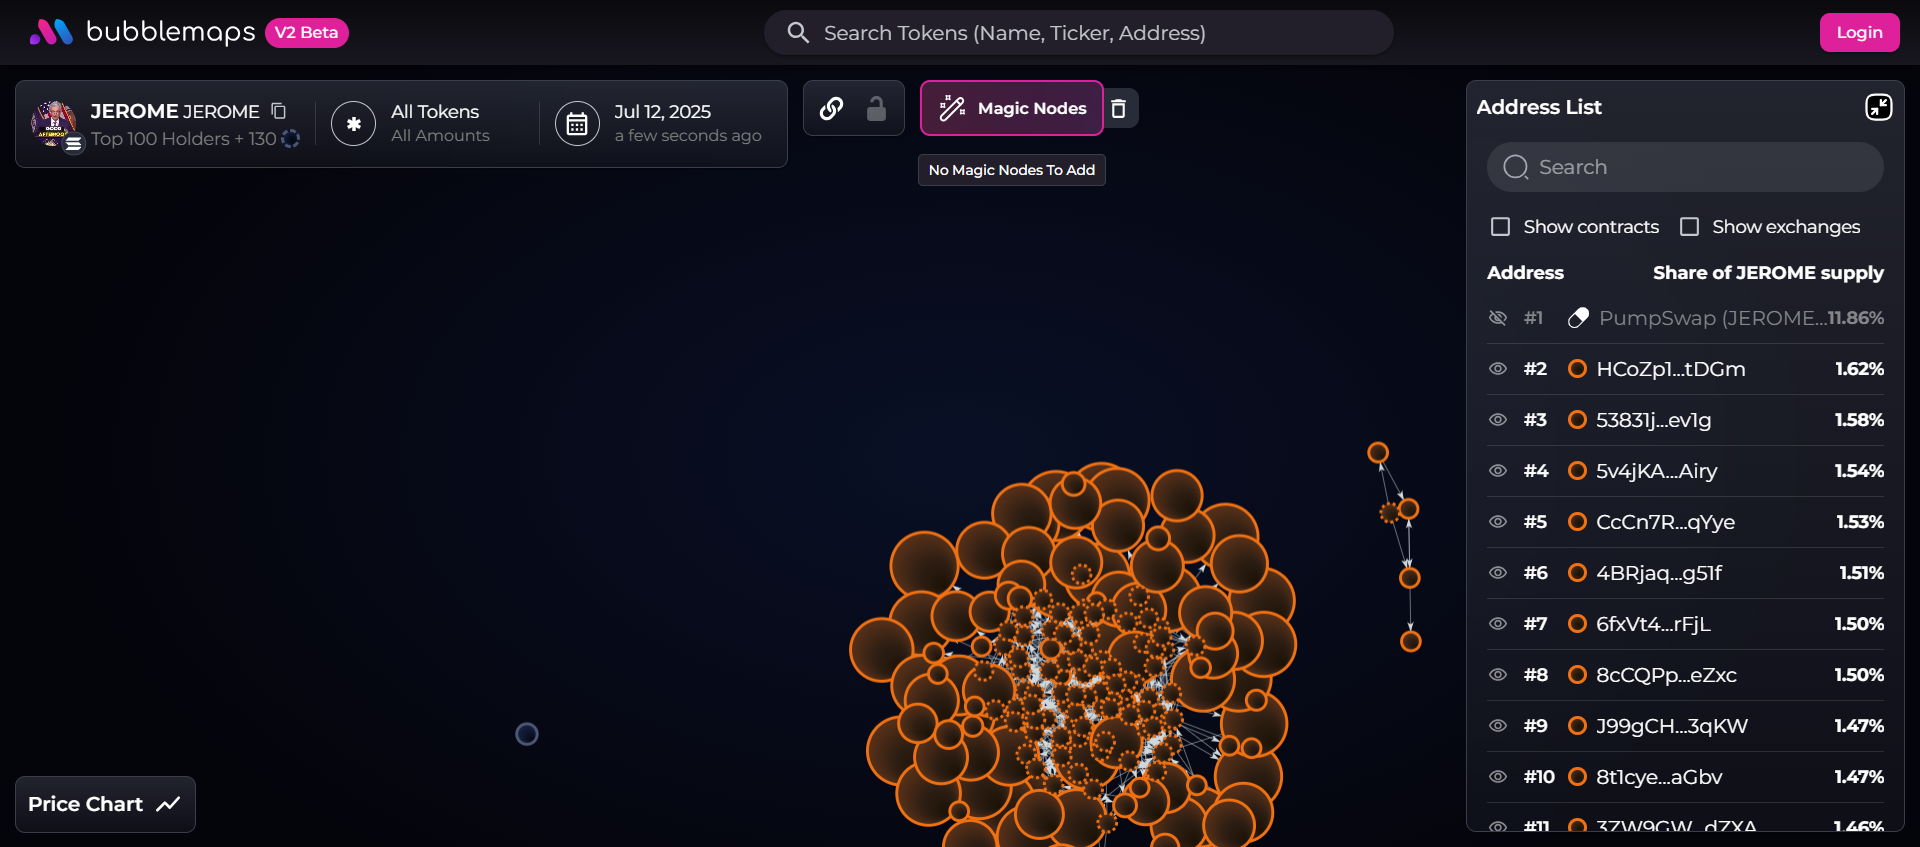 bubblemaps V2 Beta
Search Tokens (Name, Ticker, Address)
Login
JEROME JEROME
Top 100 Holders + 130
All Tokens
All Amounts
Jul 12, 2025
a few seconds ago
Magic Nodes
No Magic Nodes To Add
Address List
Search
Show contracts Show exchanges
Address Share of JEROME supply
#1 PumpSwap (JEROME... 11.86%
#2 HCoZp1...tDGm 1.62%
#3 53831j...ev1g 1.58%
#4 5v4jKA...Airy 1.54%
#5 CcCn7R...qYye 1.53%
#6 4BRjaq...g51f 1.51%
#7 6fxVt4...rFjL 1.50%
#8 8cCQPp...eZxc 1.50%
#9 J99gCH...3qKW 1.47%
#10 8t1cye...aGbv 1.47%
#11 3ZW9GW...dZXA 1.46%
Price Chart